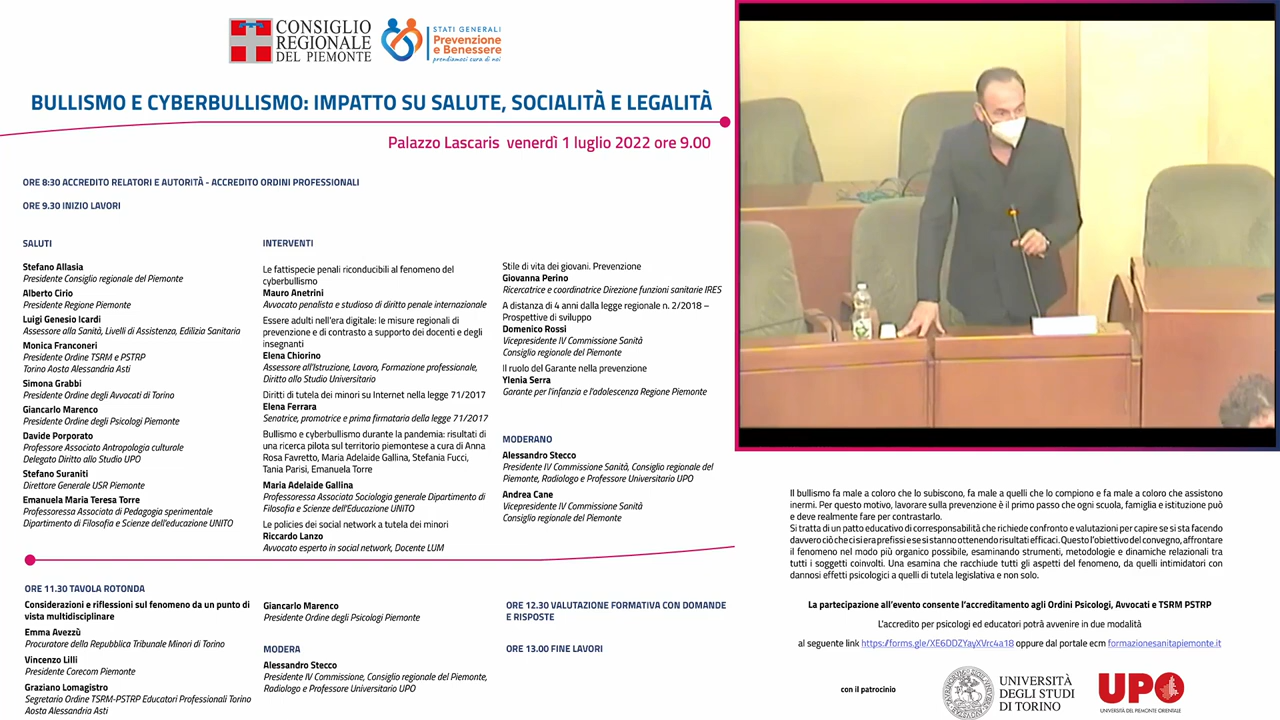 CONSIGLIO
REGIONALE
DEL PIEMONTE
STATI GENERALI
Prevenzione
e Benessere
prendiamoci cura di noi
BULLISMO E CYBERBULLISMO: IMPATTO SU SALUTE, SOCIALITÀ E LEGALITÀ
Palazzo Lascaris venerdì 1 luglio 2022 ore 9.00
ORE 8:30 ACCREDITO RELATORI E AUTORITÀ - ACCREDITO ORDINI PROFESSIONALI
ORE 9.30 INIZIO LAVORI
SALUTI
Stefano Allasia
Presidente Consiglio regionale del Piemonte
Alberto Cirio
Presidente Regione Piemonte
Luigi Genesio Icardi
Assessore alla Sanità, Livelli di Assistenza, Edilizia Sanitaria
Monica Franconeri
Presidente Ordine TSRM e PSTRP
Torino Aosta Alessandria Asti
Simona Grabbi
Presidente Ordine degli Avvocati di Torino
Giancarlo Marenco
Presidente Ordine degli Psicologi Piemonte
Davide Porporato
Professore Associato Antropologia culturale
Delegato Diritto allo Studio UPO
Stefano Suraniti
Direttore Generale USR Piemonte
Emanuela Maria Teresa Torre
Professoressa Associata di Pedagogia sperimentale
Dipartimento di Filosofia e Scienze dell'educazione UNITO
INTERVENTI
Le fattispecie penali riconducibili al fenomeno del
cyberbullismo
Mauro Anetrini
Avvocato penalista e studioso di diritto penale internazionale
Essere adulti nell'era digitale: le misure regionali di
prevenzione e di contrasto a supporto dei docenti e degli
insegnanti
Elena Chiorino
Assessore all'Istruzione, Lavoro, Formazione professionale,
Diritto allo Studio Universitario
Diritti di tutela dei minori su Internet nella legge 71/2017
Elena Ferrara
Senatrice, promotrice e prima firmataria della legge 71/2017
Bullismo e cyberbullismo durante la pandemia: risultati di
una ricerca pilota sul territorio piemontese a cura di Anna
Rosa Favretto, Maria Adelaide Gallina, Stefania Fucci,
Tania Parisi, Emanuela Torre
Maria Adelaide Gallina
Professoressa Associata Sociologia generale Dipartimento di
Filosofia e Scienze dell'Educazione UNITO
Le policies dei social network a tutela dei minori
Riccardo Lanzo
Avvocato esperto in social network, Docente LUM
Stile di vita dei giovani. Prevenzione
Giovanna Perino
Ricercatrice e coordinatrice Direzione funzioni sanitarie IRES
A distanza di 4 anni dalla legge regionale n. 2/2018 –
Prospettive di sviluppo
Domenico Rossi
Vicepresidente IV Commissione Sanità
Consiglio regionale del Piemonte
Il ruolo del Garante nella prevenzione
Ylenia Serra
Garante per l'infanzia e l'adolescenza Regione Piemonte
MODERANO
Alessandro Stecco
Presidente IV Commissione Sanità, Consiglio regionale del
Piemonte, Radiologo e Professore Universitario UPO
Andrea Cane
Vicepresidente IV Commissione Sanità
Consiglio regionale del Piemonte
ORE 11.30 TAVOLA ROTONDA
Considerazioni e riflessioni sul fenomeno da un punto di
vista multidisciplinare
Emma Avezzù
Procuratore della Repubblica Tribunale Minori di Torino
Vincenzo Lilli
Presidente Corecom Piemonte
Graziano Lomagistro
Segretario Ordine TSRM-PSTRP Educatori Professionali Torino
Aosta Alessandria Asti
Giancarlo Marenco
Presidente Ordine degli Psicologi Piemonte
MODERA
Alessandro Stecco
Presidente IV Commissione, Consiglio regionale del Piemonte,
Radiologo e Professore Universitario UPO
ORE 12.30 VALUTAZIONE FORMATIVA CON DOMANDE
E RISPOSTE
ORE 13.00 FINE LAVORI
Il bullismo fa male a coloro che lo subiscono, fa male a quelli che lo compiono e fa male a coloro che assistono
inermi. Per questo motivo, lavorare sulla prevenzione è il primo passo che ogni scuola, famiglia e istituzione può
e deve realmente fare per contrastarlo.
Si tratta di un patto educativo di corresponsabilità che richiede confronto e valutazioni per capire se si sta facendo
davvero ciò che ci si era prefissi e se si stanno ottenendo risultati efficaci. Questo l'obiettivo del convegno, affrontare
il fenomeno nel modo più organico possibile, esaminando strumenti, metodologie e dinamiche relazionali tra
tutti i soggetti coinvolti. Una esamina che racchiude tutti gli aspetti del fenomeno, da quelli intimidatori con
dannosi effetti psicologici a quelli di tutela legislativa e non solo.
La partecipazione all'evento consente l'accreditamento agli Ordini Psicologi, Avvocati e TSRM PSTRP
L'accredito per psicologi ed educatori potrà avvenire in due modalità
al seguente link https://forms.gle/XE6DDZYayXVrc4a18 oppure dal portale ecm formazionesanitapiemonte.it
con il patrocinio
UNIVERSITÀ
DEGLI STUDI
DI TORINO
UPO
UNIVERSITÀ DEL PIEMONTE ORIENTALE